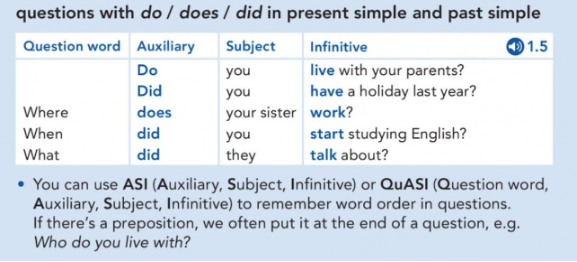 questions with do / does / did in present simple and past simple
Question word Auxiliary Subject Infinitive 1.5
Do you live with your parents?
Did you have a holiday last year?
Where does your sister work?
When did you start studying English?
What did they talk about?
• You can use ASI (Auxiliary, Subject, Infinitive) or QuASI (Question word,
Auxiliary, Subject, Infinitive) to remember word order in questions.
If there's a preposition, we often put it at the end of a question, e.g.
Who do you live with?